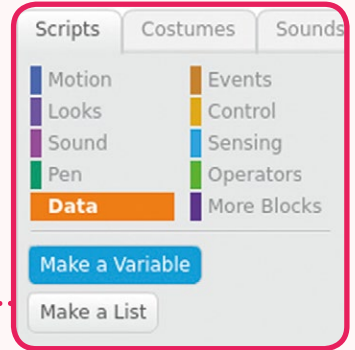 Scripts Costumes Sounds
Motion Events
Looks Control
Sound Sensing
Pen Operators
Data More Blocks
Make a Variable
Make a List